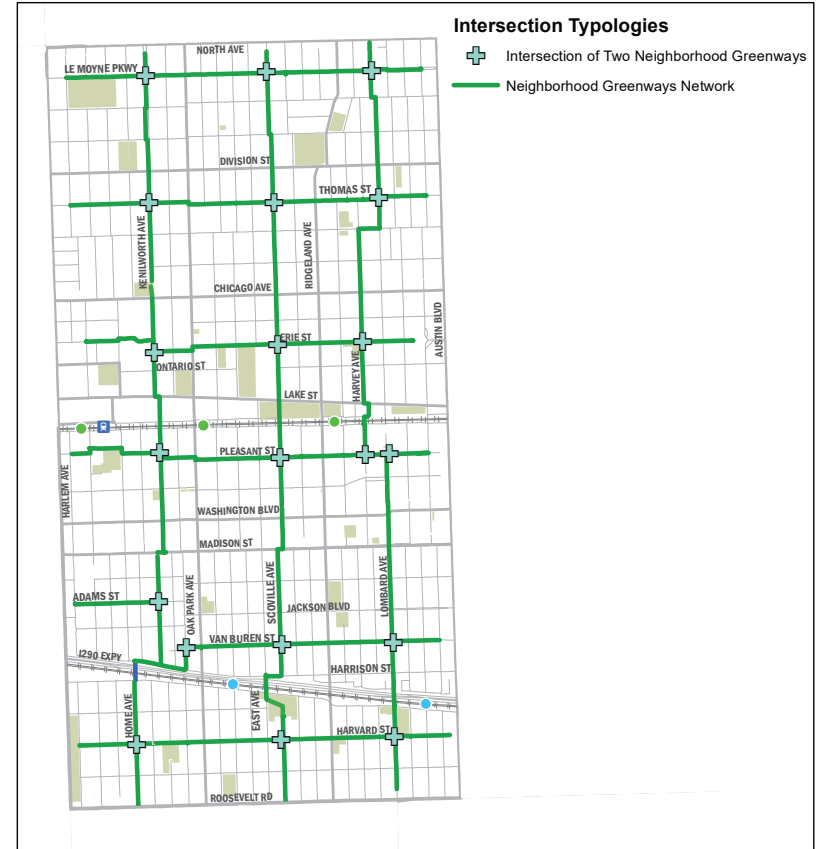 Intersection Typologies
Intersection of Two Neighborhood Greenways
Neighborhood Greenways Network
NORTH AVE
LE MOYNE PKWY
DIVISION ST
THOMAS ST
KENILWORTH AVE
RIDGELAND AVE
CHICAGO AVE
AUSTIN BLVD
ERIE ST
ONTARIO ST
HARVEY AVE
LAKE ST
PLEASANT ST
HARLEM AVE
WASHINGTON BLVD
MADISON ST
ADAMS ST
OAK PARK AVE
SCOVILLE AVE
LOMBARD AVE
JACKSON BLVD
VAN BUREN ST
I290 EXPY
HARRISON ST
HOME AVE
EAST AVE
HARVARD ST
ROOSEVELT RD